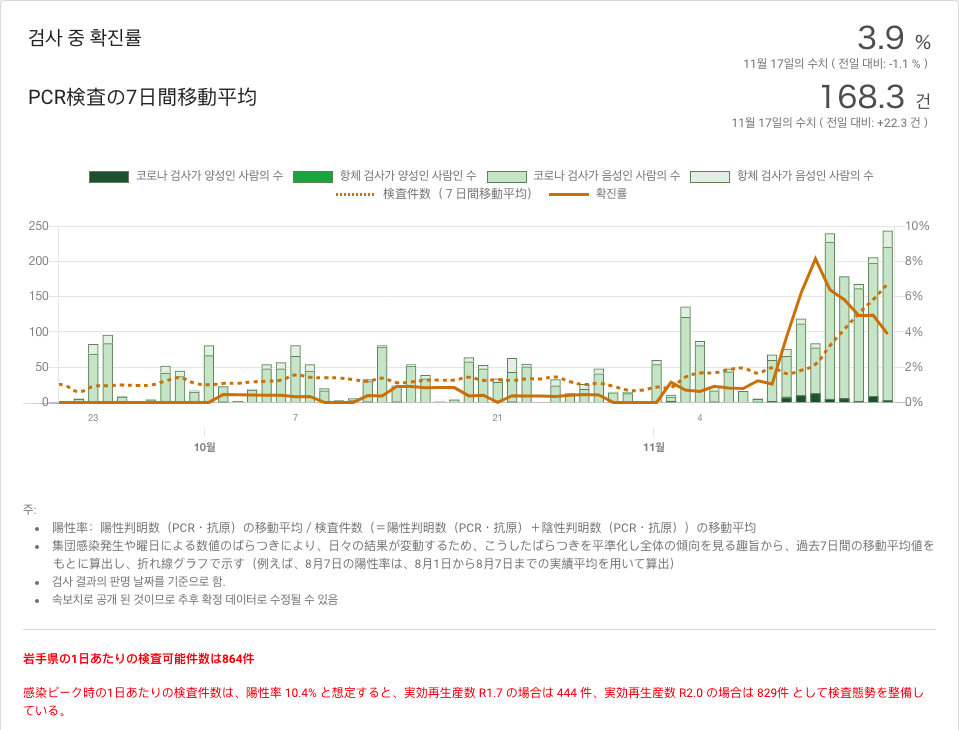 검사 중 확진률
3.9 %
11월 17일의 수치 ( 전일 대비: -1.1 % )
PCR検査の7日間移動平均
168.3 건
11월 17일의 수치 ( 전일 대비: +22.3 건 )
코로나 검사가 양성인 사람의 수 항체 검사가 양성인 사람인 수 코로나 검사가 음성인 사람의 수 항체 검사가 음성인 사람의 수
検査件数（７日間移動平均） 확진률
250 10%
200 8%
150 6%
100 4%
50 2%
0 0%
23 7 21 4
10월 11월
주:
陽性率：陽性判明数（PCR・抗原）の移動平均 / 検査件数（＝陽性判明数（PCR・抗原）＋陰性判明数（PCR・抗原））の移動平均
集団感染発生や曜日による数値のばらつきにより、日々の結果が変動するため、こうしたばらつきを平準化し全体の傾向を見る趣旨から、過去7日間の移動平均値を
もとに算出し、折れ線グラフで示す（例えば、8月7日の陽性率は、8月1日から8月7日までの実績平均を用いて算出）
검사 결과의 판명 날짜를 기준으로 함.
속보치로 공개 된 것이므로 추후 확정 데이터로 수정될 수 있음
岩手県の1日あたりの検査可能件数は864件
感染ピーク時の1日あたりの検査件数は、陽性率 10.4% と想定すると、実効再生産数 R1.7 の場合は 444 件、実効再生産数 R2.0 の場合は 829件 として検査態勢を整備し
ている。